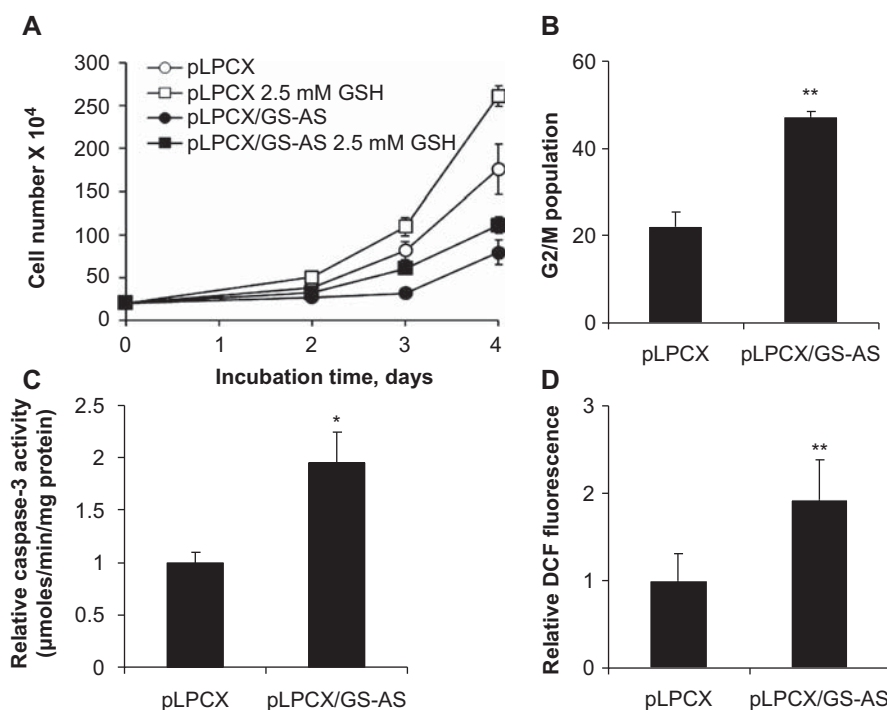 A
300
250
200
150
100
50
0
Cell number X 10⁴
pLPCX
pLPCX 2.5 mM GSH
pLPCX/GS-AS
pLPCX/GS-AS 2.5 mM GSH
0 1 2 3 4
Incubation time, days
B
60
40
20
0
G2/M population
**
pLPCX pLPCX/GS-AS
C
2.5
2
1.5
1
0.5
0
Relative caspase-3 activity
(µmoles/min/mg protein)
*
pLPCX pLPCX/GS-AS
D
3
2
1
0
Relative DCF fluorescence
**
pLPCX pLPCX/GS-AS